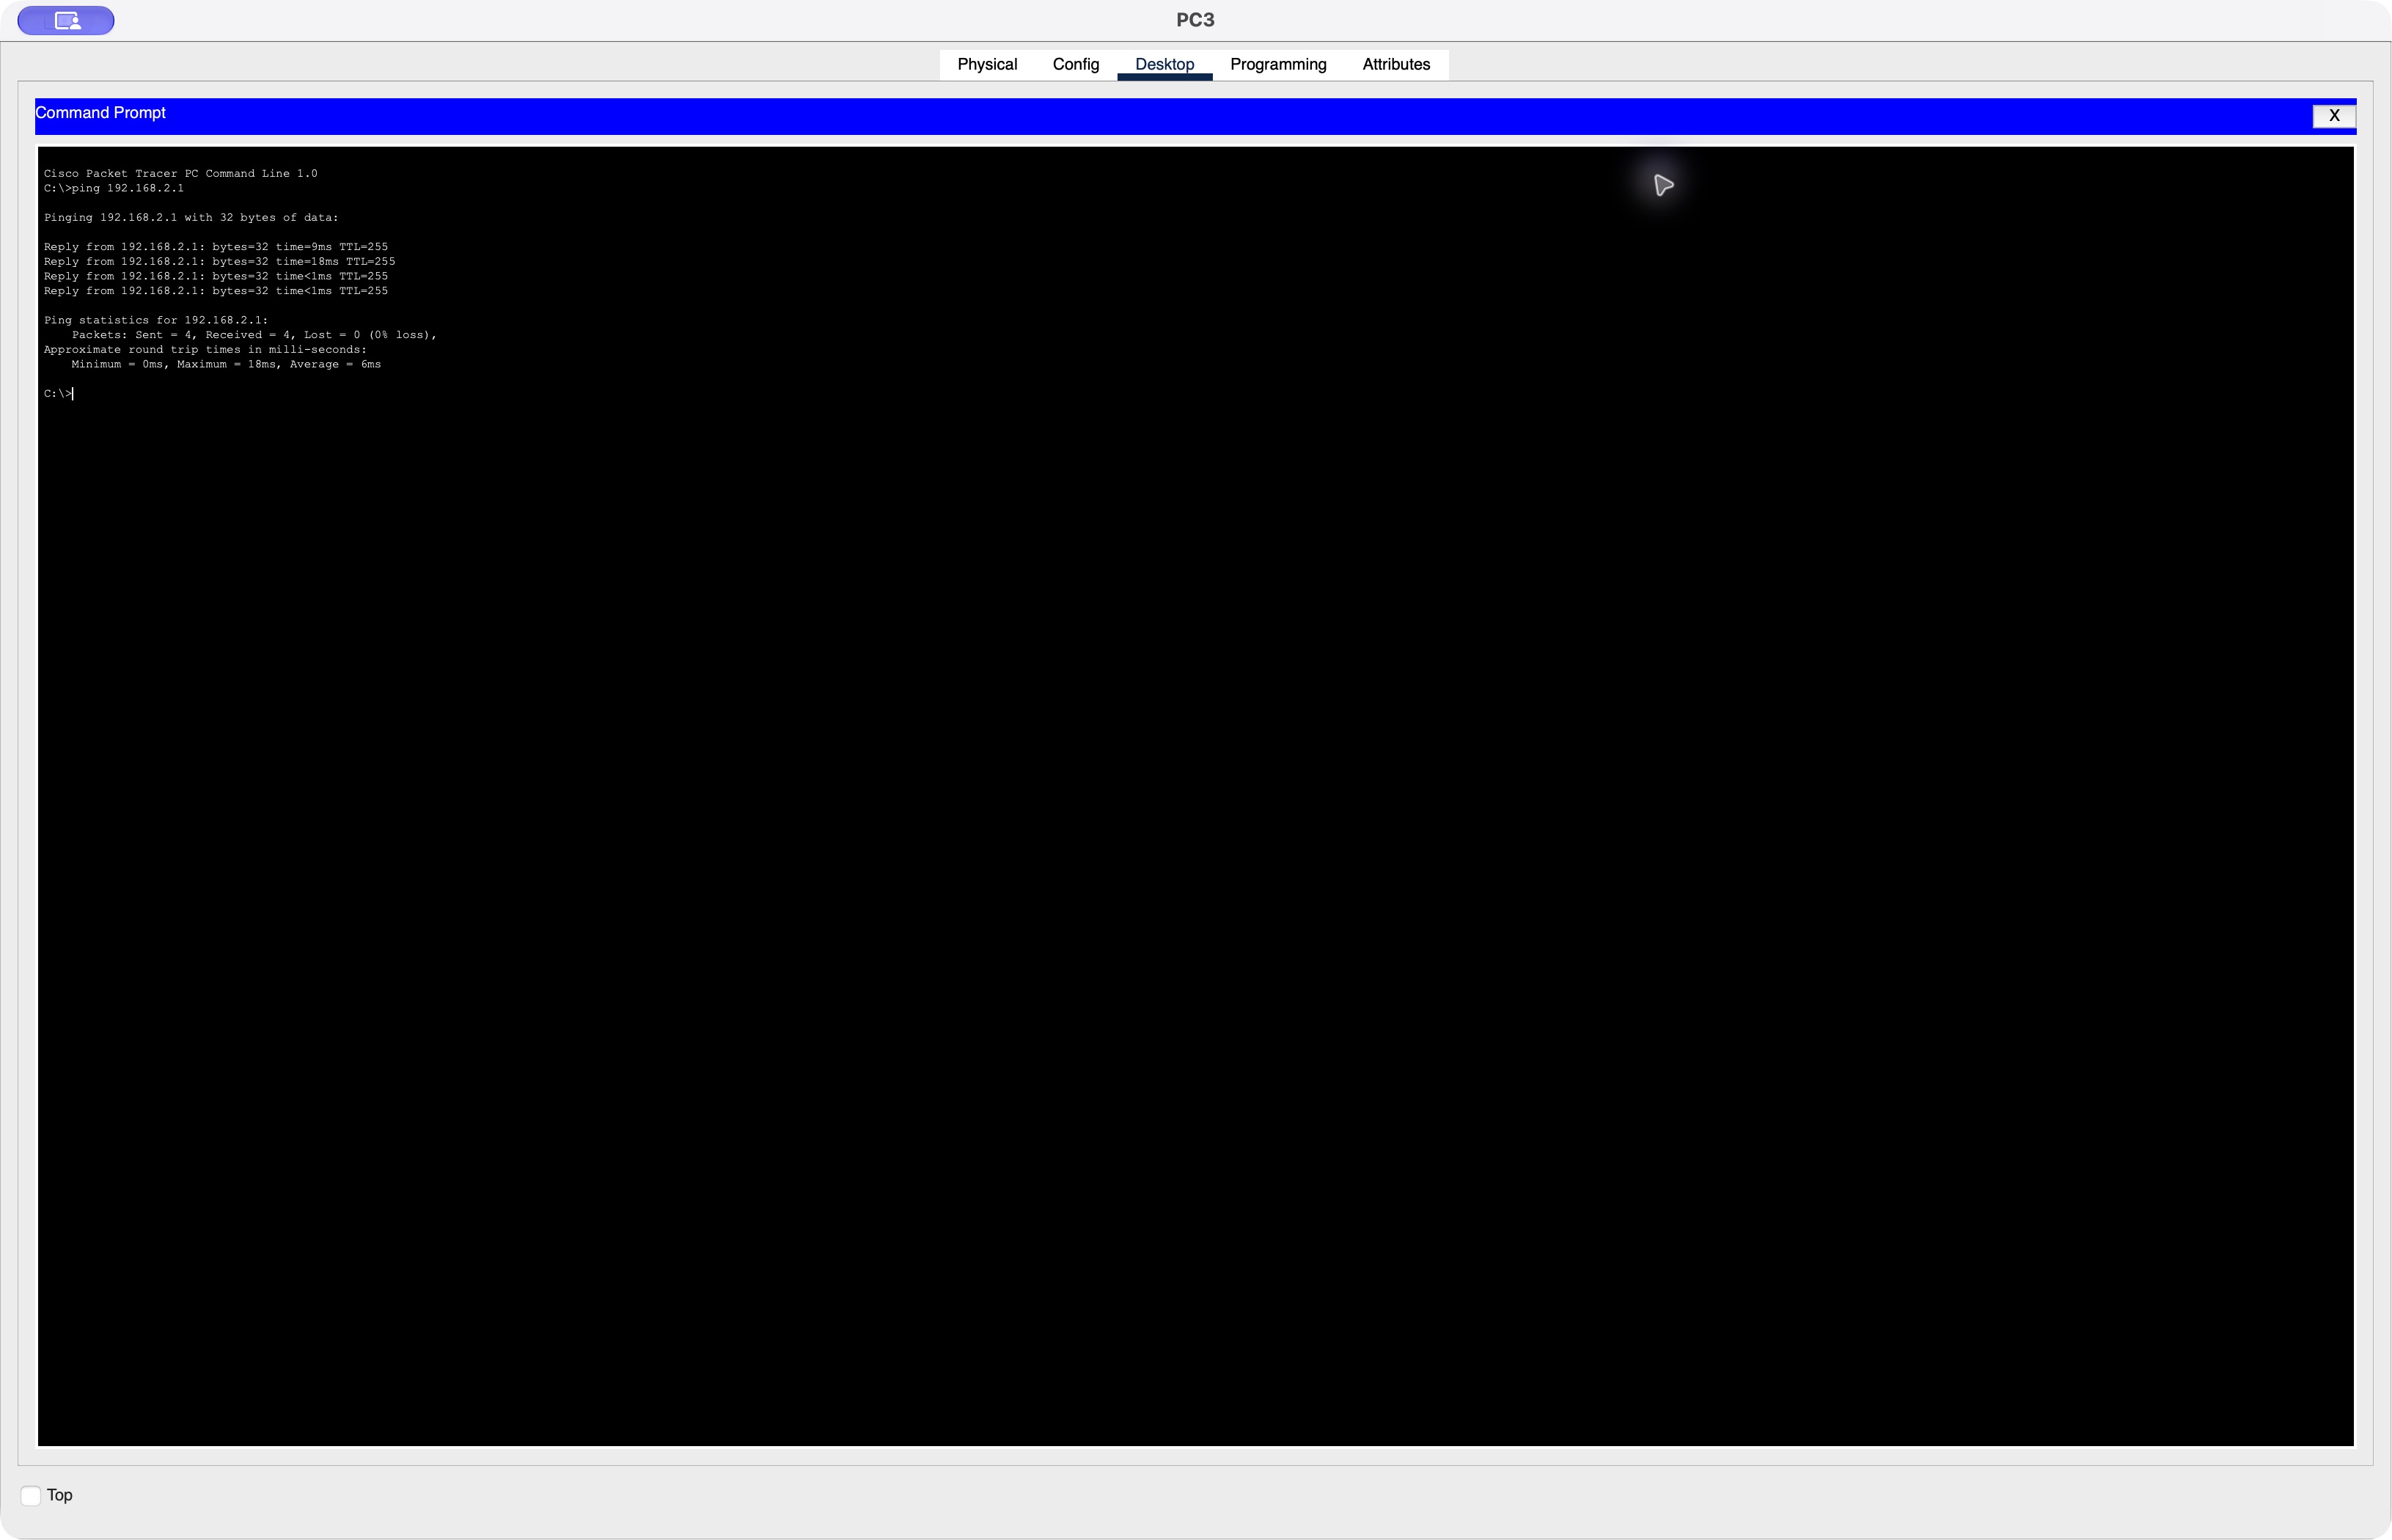 PC3
Physical Config Desktop Programming Attributes
Command Prompt
X
Cisco Packet Tracer PC Command Line 1.0
C:\>ping 192.168.2.1
Pinging 192.168.2.1 with 32 bytes of data:
Reply from 192.168.2.1: bytes=32 time=9ms TTL=255
Reply from 192.168.2.1: bytes=32 time=18ms TTL=255
Reply from 192.168.2.1: bytes=32 time<1ms TTL=255
Reply from 192.168.2.1: bytes=32 time<1ms TTL=255
Ping statistics for 192.168.2.1:
    Packets: Sent = 4, Received = 4, Lost = 0 (0% loss),
Approximate round trip times in milli-seconds:
    Minimum = 0ms, Maximum = 18ms, Average = 6ms
C:\>
Top